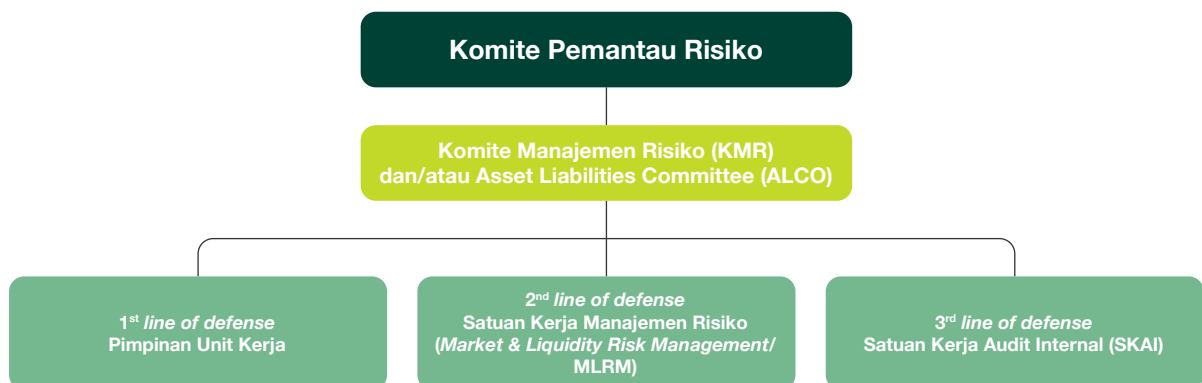 Komite Pemantau Risiko
Komite Manajemen Risiko (KMR)
dan/atau Asset Liabilities Committee (ALCO)
1st line of defense
Pimpinan Unit Kerja
2nd line of defense
Satuan Kerja Manajemen Risiko
(Market & Liquidity Risk Management/
MLRM)
3rd line of defense
Satuan Kerja Audit Internal (SKAI)